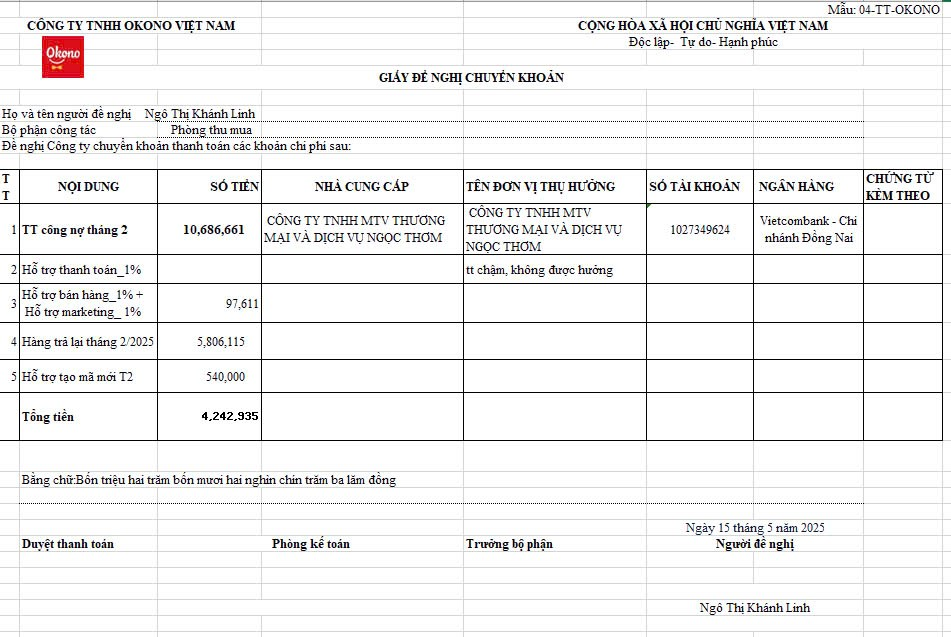 Mẫu: 04-TT-OKONO
CÔNG TY TNHH OKONO VIỆT NAM
CỘNG HÒA XÃ HỘI CHỦ NGHĨA VIỆT NAM
Độc lập- Tự do- Hạnh phúc
Okono
GIẤY ĐỀ NGHỊ CHUYỂN KHOẢN
Họ và tên người đề nghị Ngô Thị Khánh Linh
Bộ phận công tác Phòng thu mua
Đề nghị Công ty chuyển khoản thanh toán các khoản chi phí sau:
T
T
NỘI DUNG
SỐ TIỀN
NHÀ CUNG CẤP
TÊN ĐƠN VỊ THỤ HƯỞNG
SỐ TÀI KHOẢN
NGÂN HÀNG
CHỨNG TỪ
KÈM THEO
1
TT công nợ tháng 2
10,686,661
CÔNG TY TNHH MTV THƯƠNG
MẠI VÀ DỊCH VỤ NGỌC THƠM
CÔNG TY TNHH MTV
THƯƠNG MẠI VÀ DỊCH VỤ
NGỌC THƠM
1027349624
Vietcombank - Chi
nhánh Đồng Nai
2
Hỗ trợ thanh toán_1%
tt chậm, không được hưởng
3
Hỗ trợ bán hàng_1% +
Hỗ trợ marketing_ 1%
97,611
4
Hàng trả lại tháng 2/2025
5,806,115
5
Hỗ trợ tạo mã mới T2
540,000
Tổng tiền
4,242,935
Bằng chữ:Bốn triệu hai trăm bốn mươi hai nghìn chín trăm ba lăm đồng
Ngày 15 tháng 5 năm 2025
Duyệt thanh toán
Phòng kế toán
Trưởng bộ phận
Người đề nghị
Ngô Thị Khánh Linh